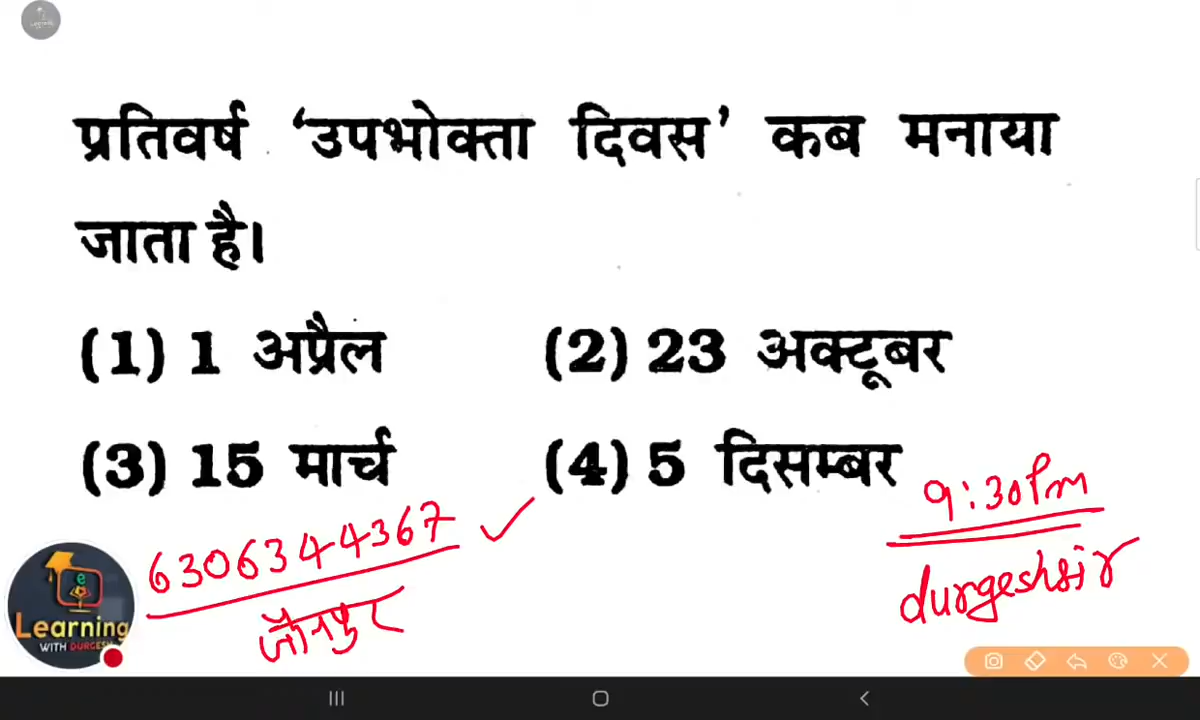 प्रतिवर्ष ‘उपभोक्ता दिवस’ कब मनाया
जाता है।
(1) 1 अप्रैल (2) 23 अक्टूबर
(3) 15 मार्च (4) 5 दिसम्बर
9:30Pm
6306344367
durgeshsir
जौनपुर
e
Learning
WITH DURGESH